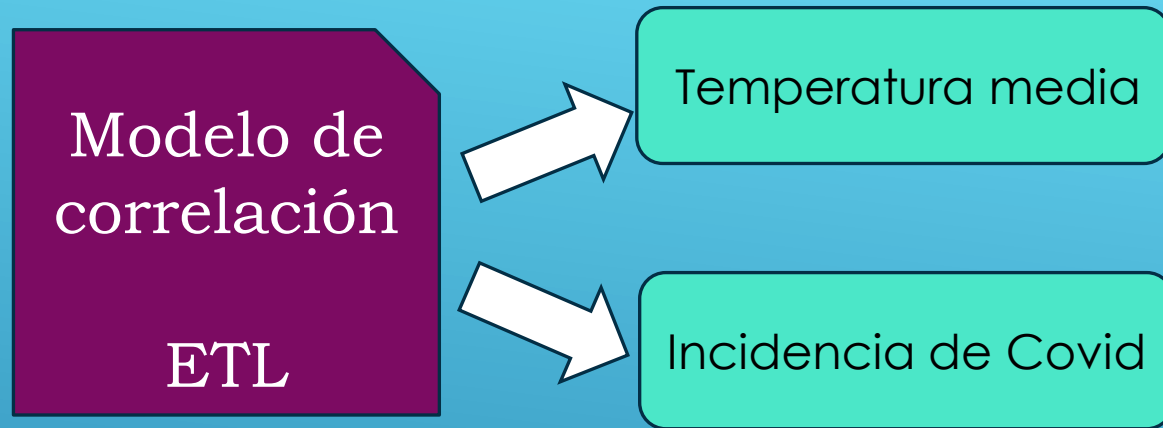 Modelo de
correlación
ETL
Temperatura media
Incidencia de Covid